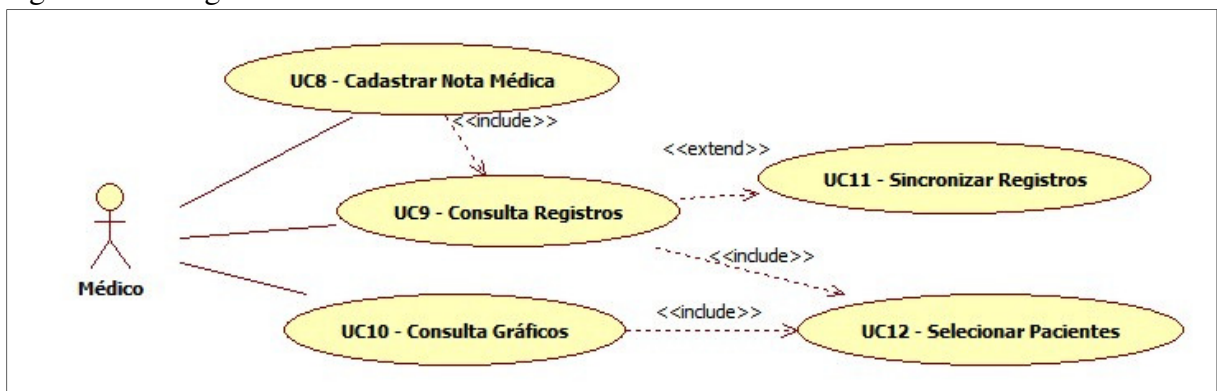 UC8 - Cadastrar Nota Médica
<<include>>
<<extend>>
UC11 - Sincronizar Registros
UC9 - Consulta Registros
<<include>>
Médico
<<include>>
UC10 - Consulta Gráficos
UC12 - Selecionar Pacientes